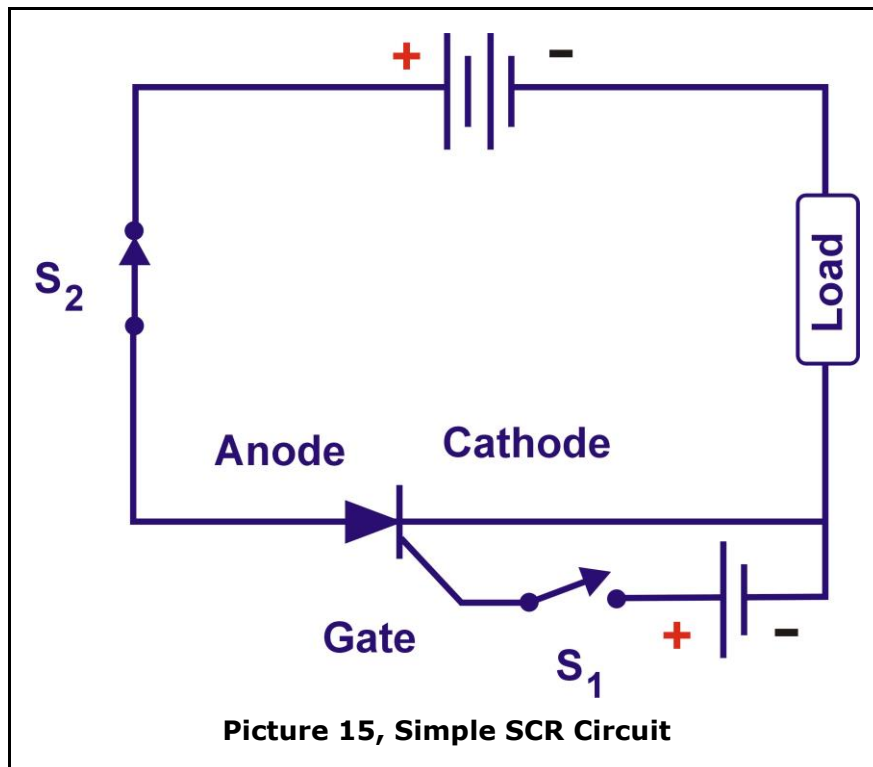 + -
S2
Load
Anode
Cathode
Gate
S1
+ -
Picture 15, Simple SCR Circuit